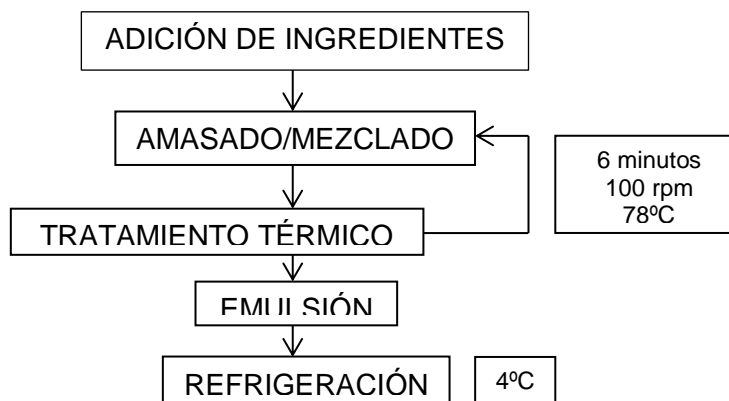 ADICIÓN DE INGREDIENTES
AMASADO/MEZCLADO
6 minutos
100 rpm
78ºC
TRATAMIENTO TÉRMICO
EMULSIÓN
REFRIGERACIÓN
4ºC